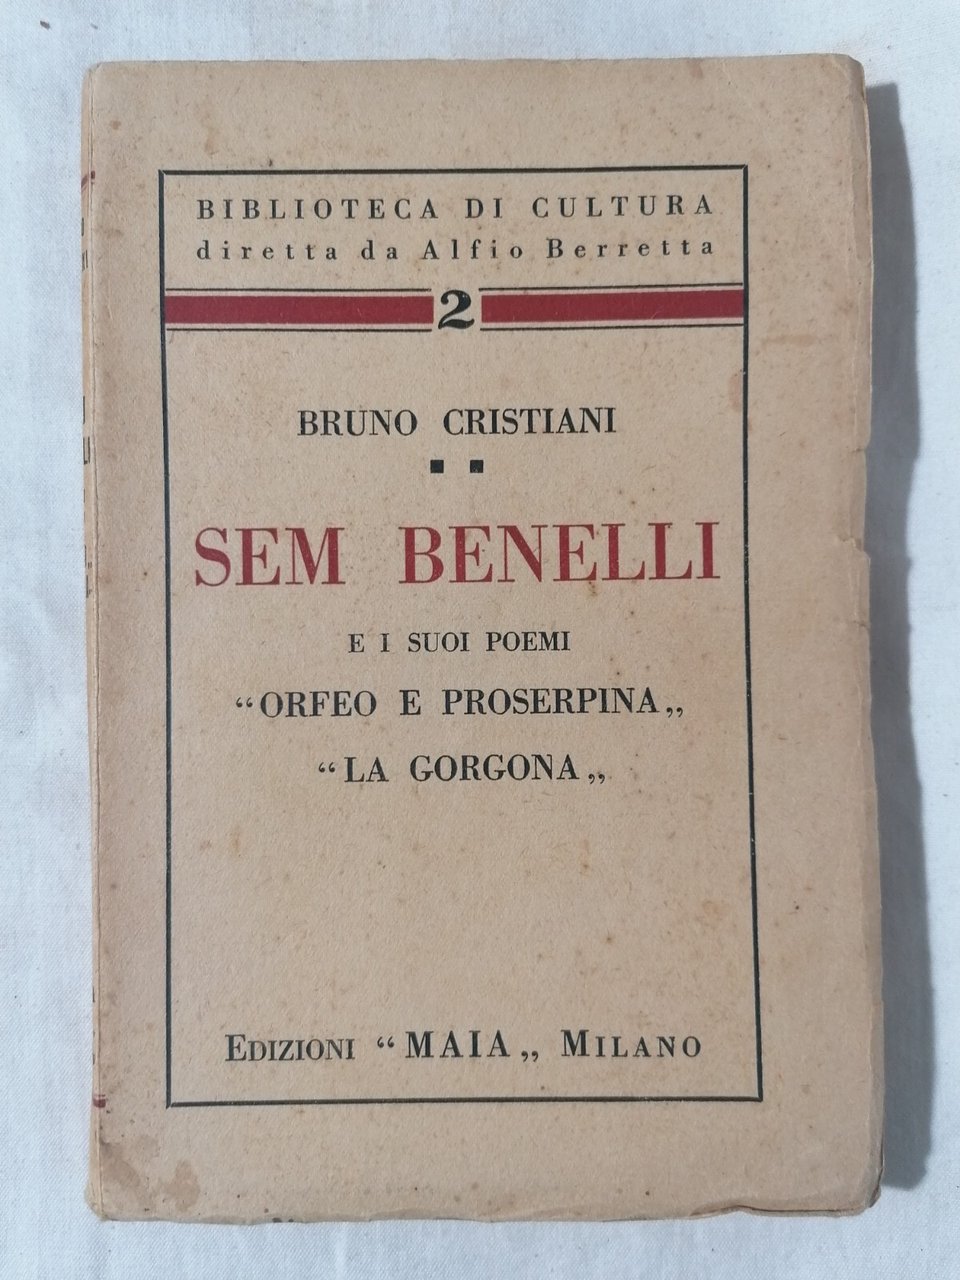 BIBLIOTECA DI CULTURA
diretta da Alfio Berretta
2
BRUNO CRISTIANI
SEM BENELLI
E I SUOI POEMI
“ORFEO E PROSERPINA„
“LA GORGONA„
EDIZIONI “MAIA„ MILANO